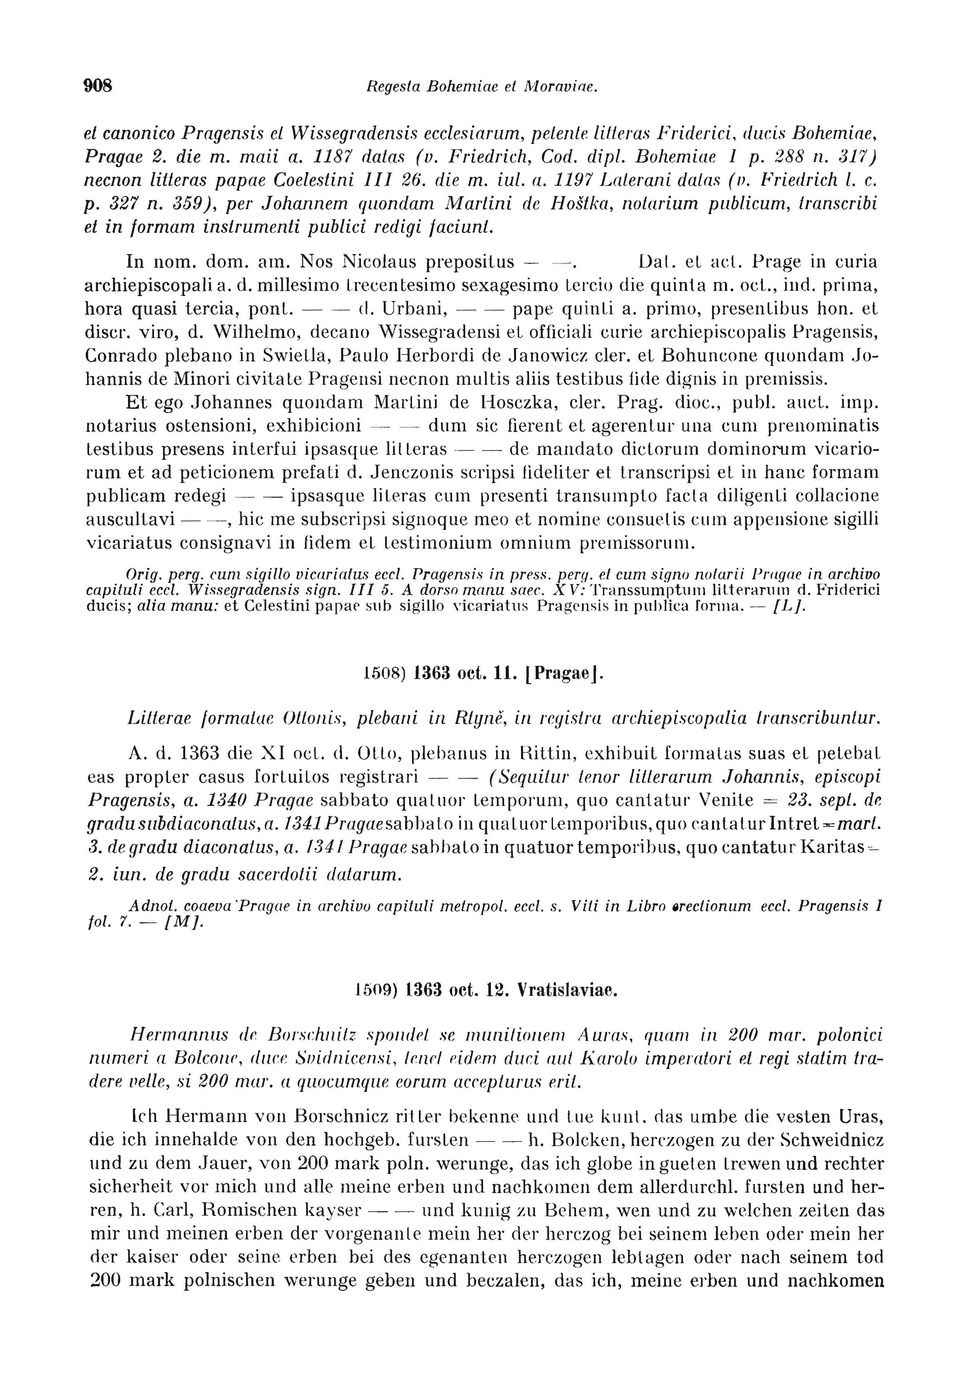 908 Regesta Bohemiae et Moraviae.
et canonico Pragensis et Wissegradensis ecclesiarum, petente litteras Friderici, ducis Bohemiae,
Pragae 2. die m. maii a. 1187 datas (v. Friedrich, Cod. dipl. Bohemiae I p. 288 n. 317)
necnon litteras papae Coelestini III 26. die m. iul. a. 1197 Laterani datas (v. Friedrich l. c.
p. 327 n. 359), per Johannem quondam Martini de Hoštka, notarium publicum, transcribi
et in formam instrumenti publici redigi faciunt.
In nom. dom. am. Nos Nicolaus prepositus — —. Dat. et act. Prage in curia
archiepiscopali a. d. millesimo trecentesimo sexagesimo tercio die quinta m. oct., ind. prima,
hora quasi tercia, pont. — — d. Urbani, — — pape quinti a. primo, presentibus hon. et
discr. viro, d. Wilhelmo, decano Wissegradensi et officiali curie archiepiscopalis Pragensis,
Conrado plebano in Swietla, Paulo Herbordi de Janowicz cler. et Bohuncone quondam Jo-
hannis de Minori civitate Pragensi necnon multis aliis testibus fide dignis in premissis.
Et ego Johannes quondam Martini de Hosczka, cler. Prag. dioc., publ. auct. imp.
notarius ostensioni, exhibicioni — — dum sic fierent et agerentur una cum prenominatis
testibus presens interfui ipsasque litteras — — de mandato dictorum dominorum vicario-
rum et ad peticionem prefati d. Jenczonis scripsi fideliter et transcripsi et in hanc formam
publicam redegi — — ipsasque literas cum presenti transumpto facta diligenti collacione
auscultavi — —, hic me subscripsi signoque meo et nomine consuetis cum appensione sigilli
vicariatus consignavi in fidem et testimonium omnium premissorum.
Orig. perg. cum sigillo vicariatus eccl. Pragensis in press. perg. et cum signo notarii Pragae in archivo
capituli eccl. Wissegradensis sign. III 5. A dorso manu saec. XV: Transsumptum litterarum d. Friderici
ducis; alia manu: et Celestini papae sub sigillo vicariatus Pragensis in publica forma. — [L].
1508) 1363 oct. 11. [Pragae].
Litterae formatae Ottonis, plebani in Rtyně, in registra archiepiscopalia transcribuntur.
A. d. 1363 die XI oct. d. Otto, plebanus in Rittin, exhibuit formatas suas et petebat
eas propter casus fortuitos registrari — — (Sequitur tenor litterarum Johannis, episcopi
Pragensis, a. 1340 Pragae sabbato quatuor temporum, quo cantatur Venite = 23. sept. de
gradu subdiaconatus, a. 1341 Pragae sabbato in quatuor temporibus, quo cantatur Intret = mart.
3. de gradu diaconatus, a. 1341 Pragae sabbato in quatuor temporibus, quo cantatur Karitas =
2. iun. de gradu sacerdotii datarum.
Adnot. coaeva Pragae in archivo capituli metropol. eccl. s. Viti in Libro erectionum eccl. Pragensis I
fol. 7. — [M].
1509) 1363 oct. 12. Vratislaviae.
Hermannus de Borschnitz spondet se munitionem Auras, quam in 200 mar. polonici
numeri a Bolcone, duce Svidnicensi, tenet eidem duci aut Karolo imperatori et regi statim tra-
dere velle, si 200 mar. a quocumque eorum accepturus erit.
Ich Hermann von Borschnicz ritter bekenne und tue kunt, das umbe die vesten Uras,
die ich innehalde von den hochgeb. fursten — — h. Bolcken, herczogen zu der Schweidnicz
und zu dem Jauer, von 200 mark poln. werunge, das ich globe in gueten trewen und rechter
sicherheit vor mich und alle meine erben und nachkomen dem allerdurchl. fursten und her-
ren, h. Carl, Romischen kayser — — und kunig zu Behem, wen und zu welchen zeiten das
mir und meinen erben der vorgenante mein her der herczog bei seinem leben oder mein her
der kaiser oder seine erben bei des egenanten herczogen lebtagen oder nach seinem tod
200 mark polnischen werunge geben und beczalen, das ich, meine erben und nachkomen